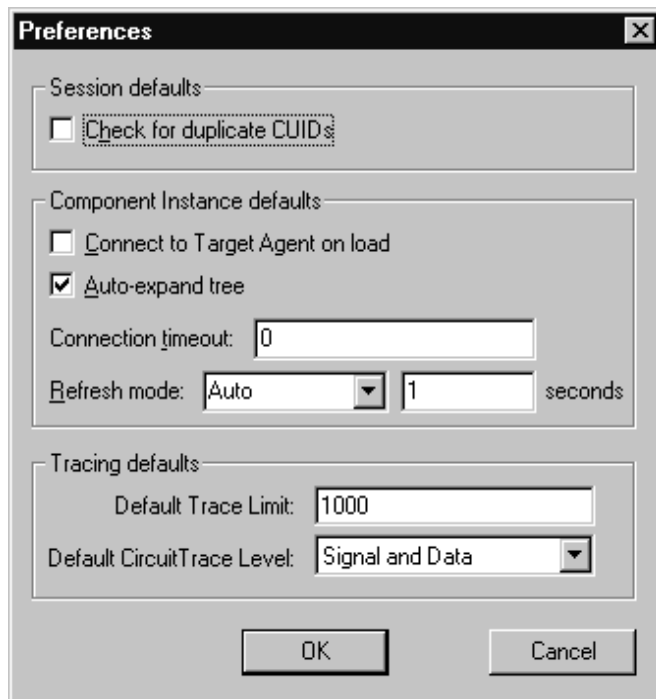 Preferences
Session defaults
Check for duplicate CUIDs
Component Instance defaults
Connect to Target Agent on load
Auto-expand tree
Connection timeout: 0
Refresh mode: Auto 1 seconds
Tracing defaults
Default Trace Limit: 1000
Default CircuitTrace Level: Signal and Data
OK Cancel